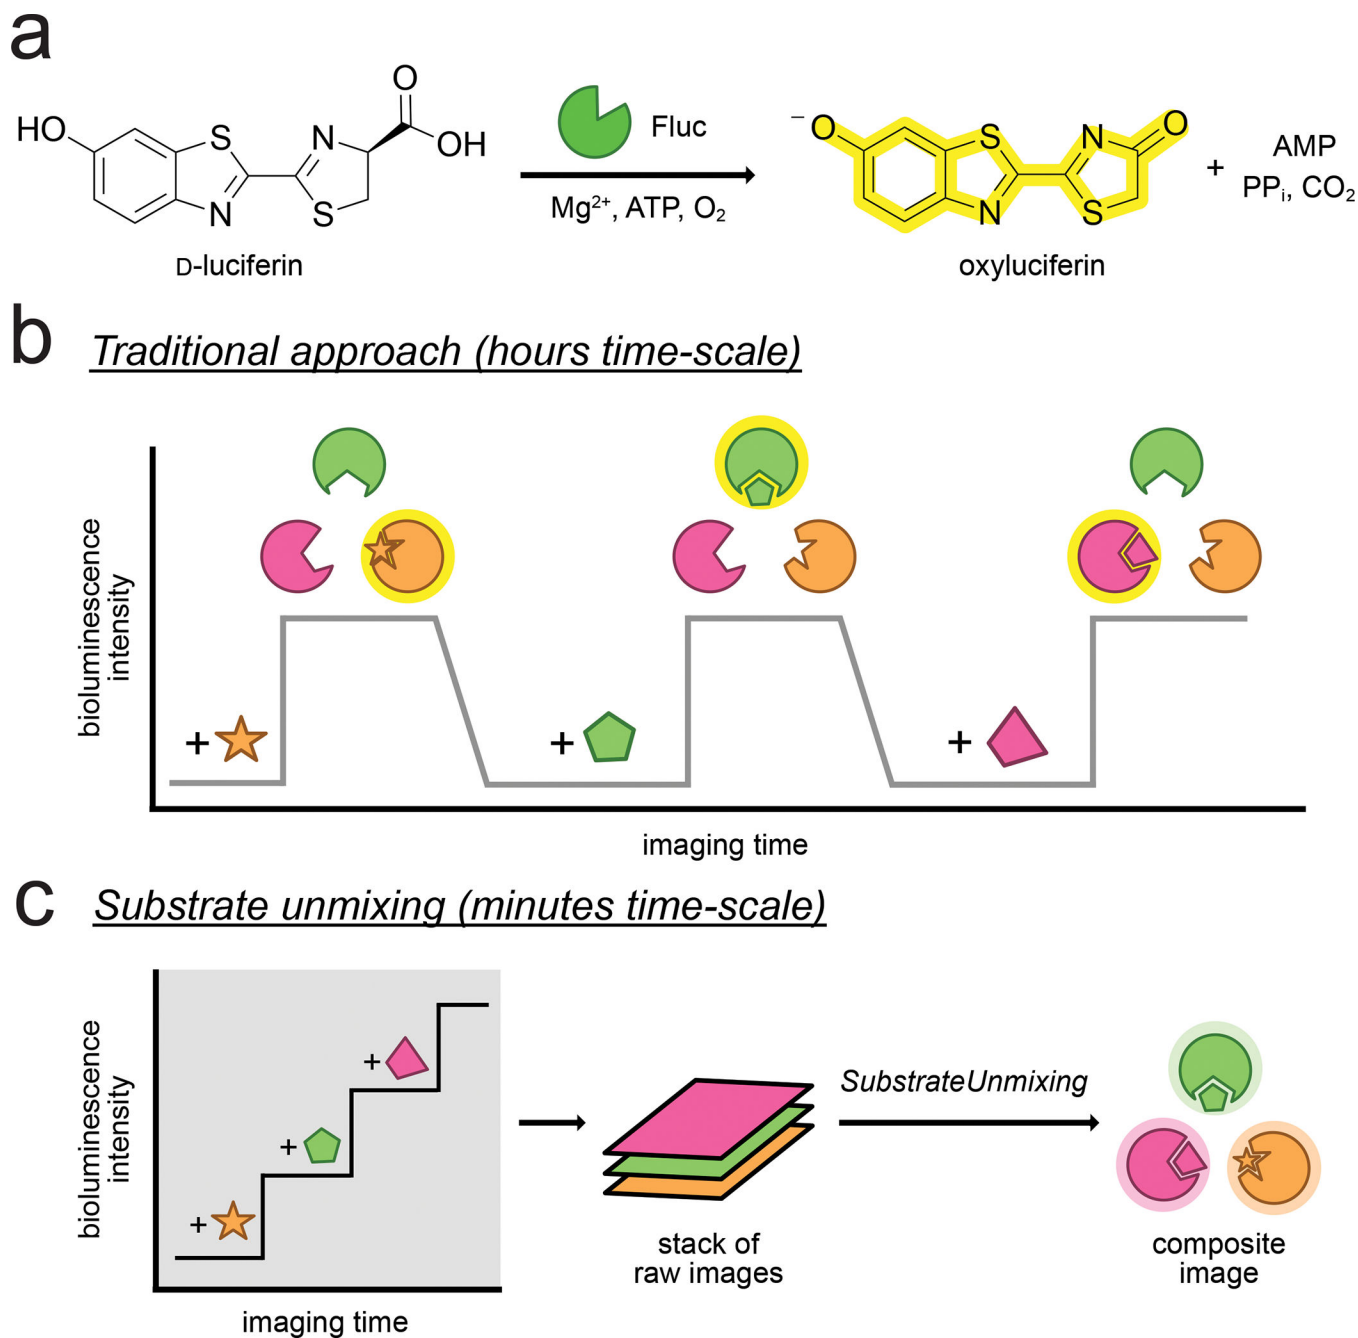 a
HO
S
N
N
S
O
OH
Fluc
Mg²⁺, ATP, O₂
D-luciferin
⁻O
S
N
N
S
O
+
AMP
PPᵢ, CO₂
oxyluciferin
b
Traditional approach (hours time-scale)
bioluminescence
intensity
+
+
+
imaging time
c
Substrate unmixing (minutes time-scale)
bioluminescence
intensity
+
+
+
imaging time
stack of
raw images
SubstrateUnmixing
composite
image